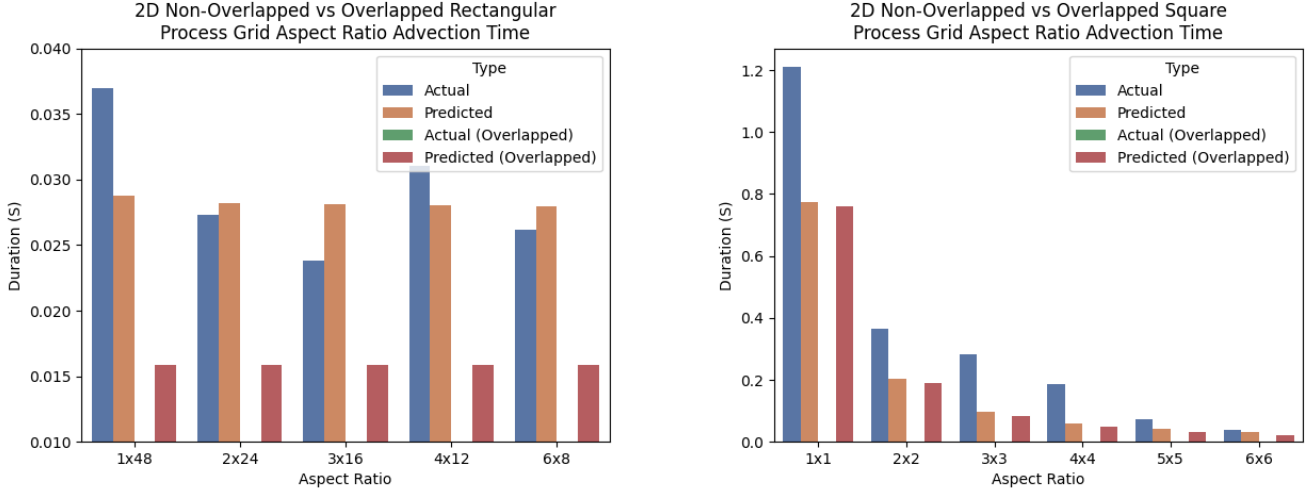 2D Non-Overlapped vs Overlapped Rectangular
Process Grid Aspect Ratio Advection Time
Duration (S)
0.040
0.035
0.030
0.025
0.020
0.015
0.010
Type
Actual
Predicted
Actual (Overlapped)
Predicted (Overlapped)
1x48
2x24
3x16
4x12
6x8
Aspect Ratio
2D Non-Overlapped vs Overlapped Square
Process Grid Aspect Ratio Advection Time
Duration (S)
1.2
1.0
0.8
0.6
0.4
0.2
0.0
Type
Actual
Predicted
Actual (Overlapped)
Predicted (Overlapped)
1x1
2x2
3x3
4x4
5x5
6x6
Aspect Ratio